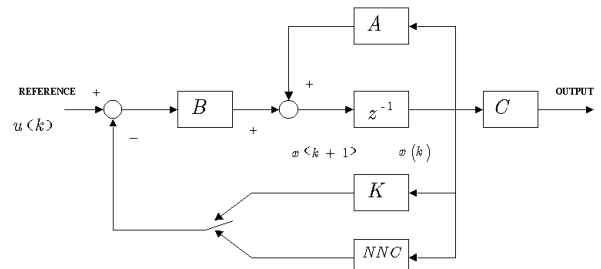 A
REFERENCE
+
+
OUTPUT
B
z⁻¹
C
u(k)
−
+
x(k + 1)
x(k)
K
NNC